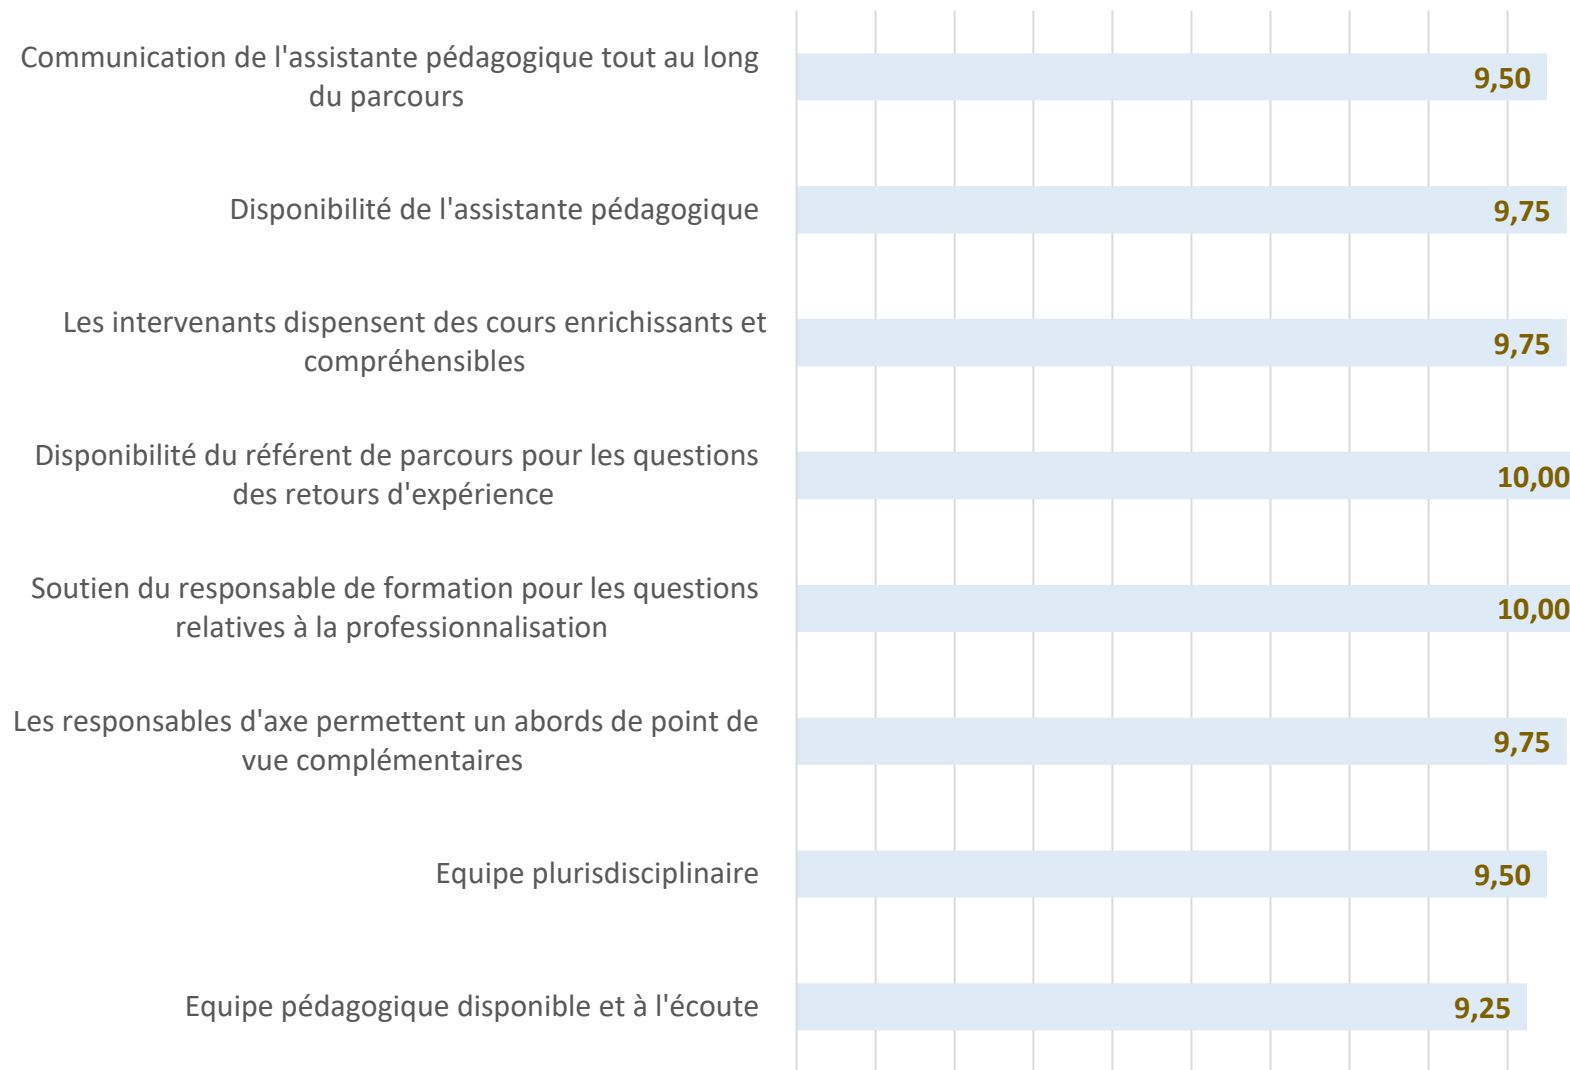 Communication de l'assistante pédagogique tout au long
du parcours
9,50
Disponibilité de l'assistante pédagogique
9,75
Les intervenants dispensent des cours enrichissants et
compréhensibles
9,75
Disponibilité du référent de parcours pour les questions
des retours d'expérience
10,00
Soutien du responsable de formation pour les questions
relatives à la professionnalisation
10,00
Les responsables d'axe permettent un abords de point de
vue complémentaires
9,75
Equipe plurisdisciplinaire
9,50
Equipe pédagogique disponible et à l'écoute
9,25